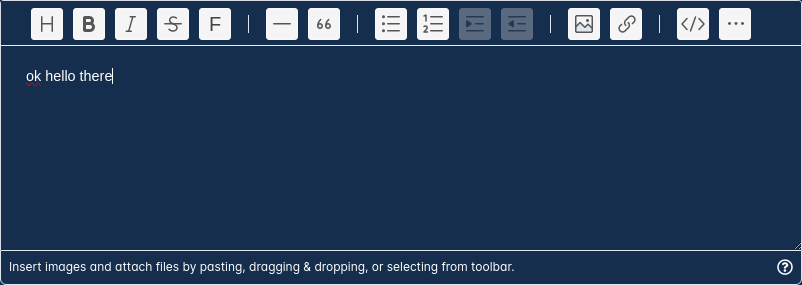 H B I S F — 66 </> ...
ok hello there
Insert images and attach files by pasting, dragging & dropping, or selecting from toolbar. ?